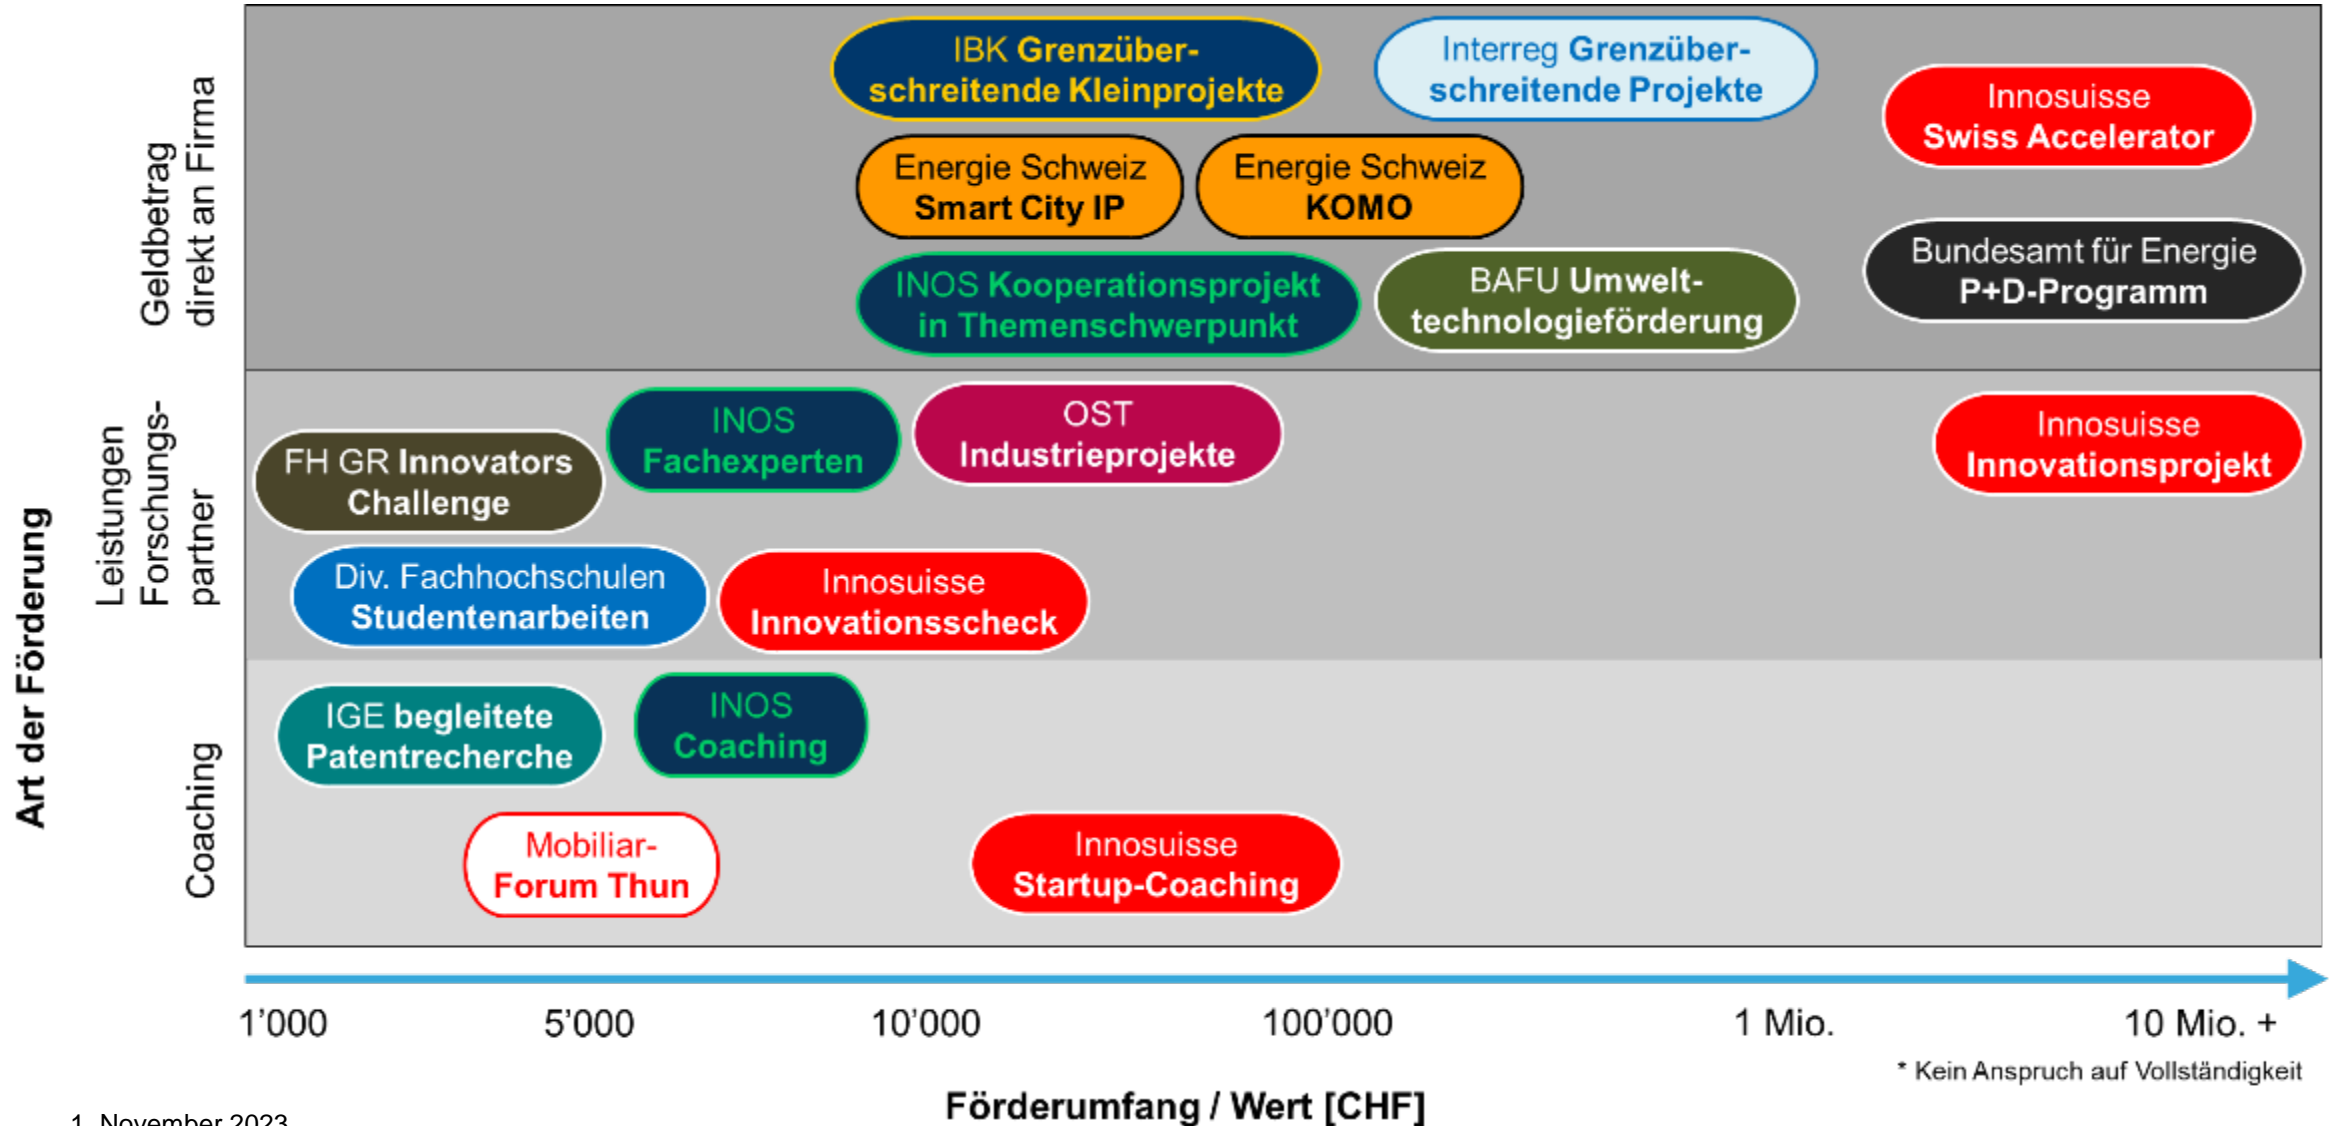 Art der Förderung
Geldbetrag
direkt an Firma
IBK Grenzüber-
schreitende Kleinprojekte
Interreg Grenzüber-
schreitende Projekte
Innosuisse
Swiss Accelerator
Energie Schweiz
Smart City IP
Energie Schweiz
KOMO
INOS Kooperationsprojekt
in Themenschwerpunkt
BAFU Umwelt-
technologieförderung
Bundesamt für Energie
P+D-Programm
Leistungen
Forschungs-
partner
FH GR Innovators
Challenge
INOS
Fachexperten
OST
Industrieprojekte
Innosuisse
Innovationsprojekt
Div. Fachhochschulen
Studentenarbeiten
Innosuisse
Innovationsscheck
Coaching
IGE begleitete
Patentrecherche
INOS
Coaching
Mobiliar-
Forum Thun
Innosuisse
Startup-Coaching
1’000
5’000
10’000
100’000
1 Mio.
10 Mio. +
* Kein Anspruch auf Vollständigkeit
Förderumfang / Wert [CHF]
1. November 2023